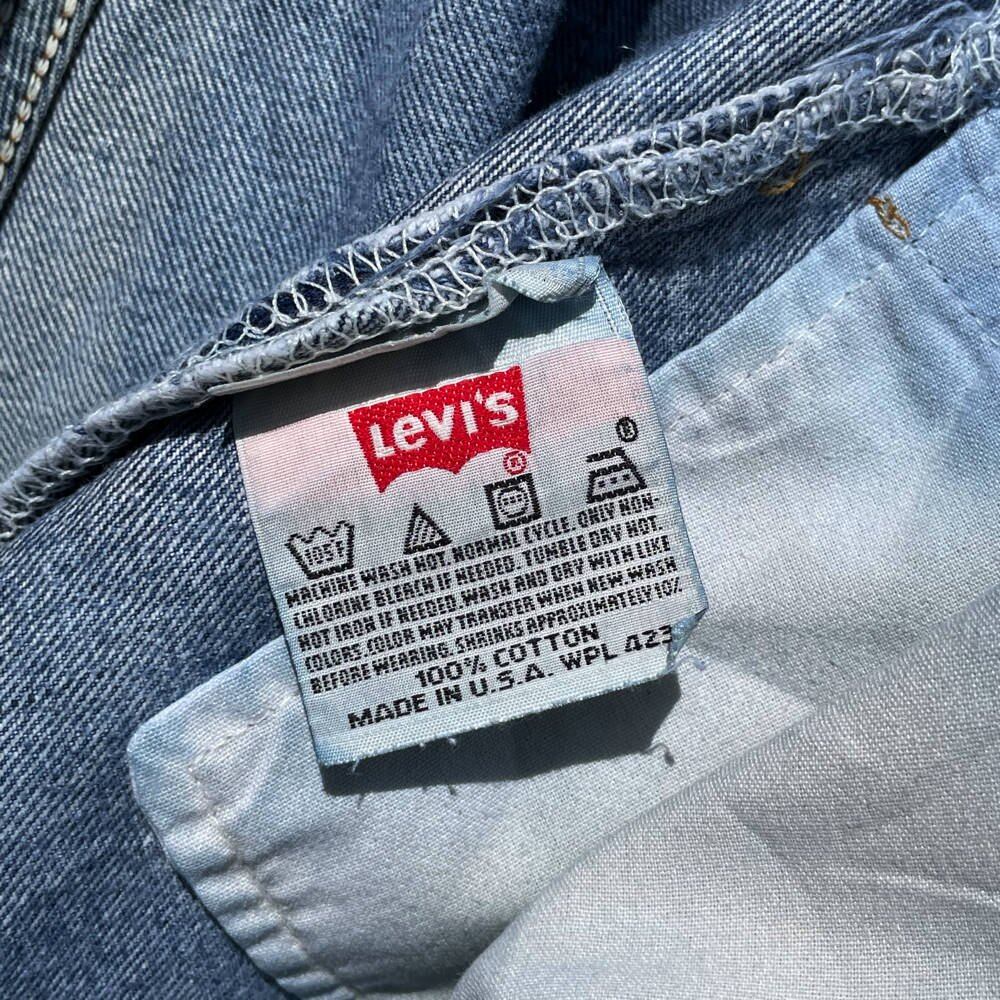 LEVI'S
®
®
105F
MACHINE WASH HOT. NORMAL CYCLE. ONLY NON-
CHLORINE BLEACH IF NEEDED. TUMBLE DRY HOT.
HOT IRON IF NEEDED. WASH AND DRY WITH LIKE
COLORS. COLOR MAY TRANSFER WHEN NEW. WASH
BEFORE WEARING. SHRINKS APPROXIMATELY 10%
100% COTTON
MADE IN U.S.A. WPL 423